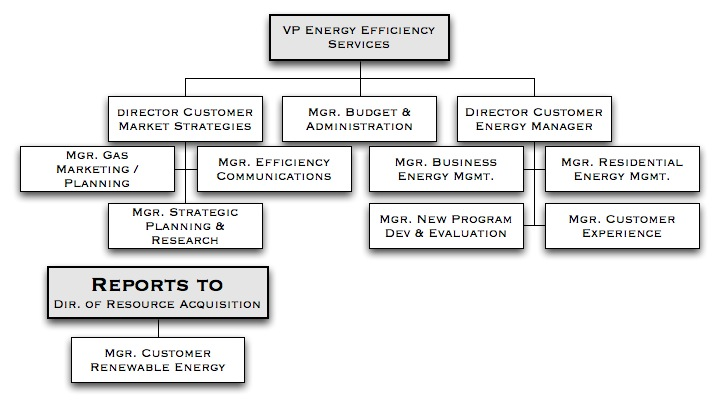 VP Energy Efficiency
Services
director Customer
Market Strategies
Mgr. Budget &
Administration
Director Customer
Energy Manager
Mgr. Gas
Marketing /
Planning
Mgr. Efficiency
Communications
Mgr. Business
Energy Mgmt.
Mgr. Residential
Energy Mgmt.
Mgr. Strategic
Planning &
Research
Mgr. New Program
Dev & Evaluation
Mgr. Customer
Experience
Reports to
Dir. of Resource Acquisition
Mgr. Customer
Renewable Energy